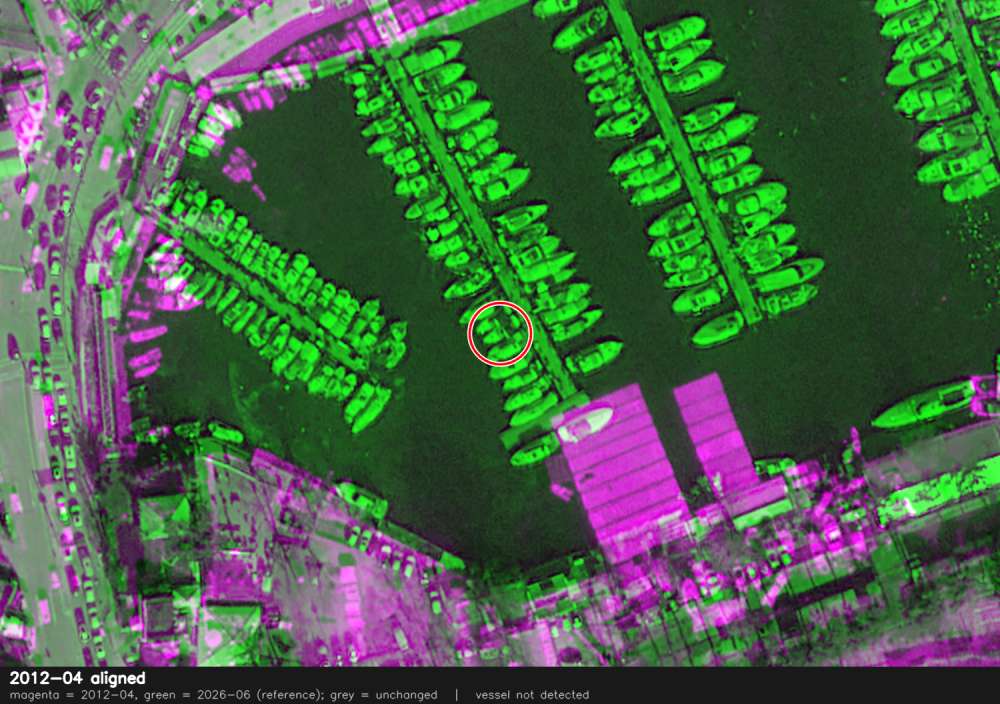 2012-04 aligned
magenta = 2012-04, green = 2026-06 (reference); grey = unchanged | vessel not detected